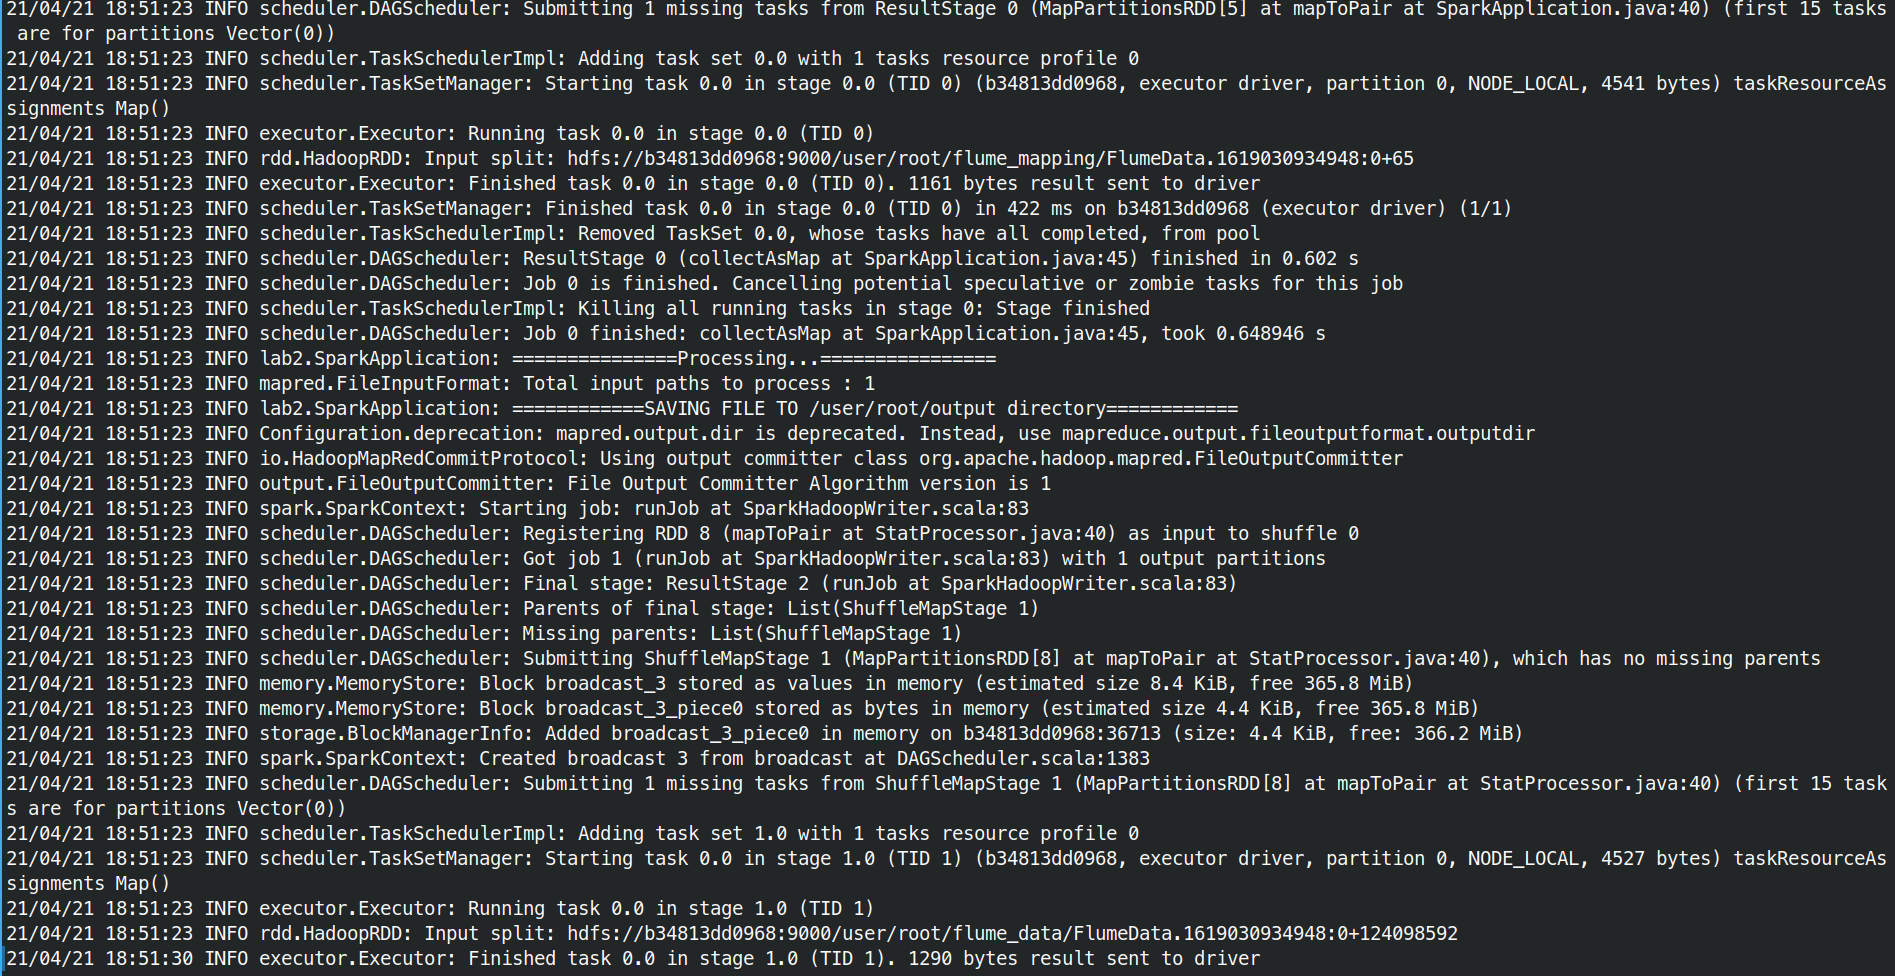 21/04/21 18:51:23 INFO scheduler.DAGScheduler: Submitting 1 missing tasks from ResultStage 0 (MapPartitionsRDD[5] at mapToPair at SparkApplication.java:40) (first 15 tasks
 are for partitions Vector(0))
21/04/21 18:51:23 INFO scheduler.TaskSchedulerImpl: Adding task set 0.0 with 1 tasks resource profile 0
21/04/21 18:51:23 INFO scheduler.TaskSetManager: Starting task 0.0 in stage 0.0 (TID 0) (b34813dd0968, executor driver, partition 0, NODE_LOCAL, 4541 bytes) taskResourceAs
signments Map()
21/04/21 18:51:23 INFO executor.Executor: Running task 0.0 in stage 0.0 (TID 0)
21/04/21 18:51:23 INFO rdd.HadoopRDD: Input split: hdfs://b34813dd0968:9000/user/root/flume_mapping/FlumeData.1619030934948:0+65
21/04/21 18:51:23 INFO executor.Executor: Finished task 0.0 in stage 0.0 (TID 0). 1161 bytes result sent to driver
21/04/21 18:51:23 INFO scheduler.TaskSetManager: Finished task 0.0 in stage 0.0 (TID 0) in 422 ms on b34813dd0968 (executor driver) (1/1)
21/04/21 18:51:23 INFO scheduler.TaskSchedulerImpl: Removed TaskSet 0.0, whose tasks have all completed, from pool
21/04/21 18:51:23 INFO scheduler.DAGScheduler: ResultStage 0 (collectAsMap at SparkApplication.java:45) finished in 0.602 s
21/04/21 18:51:23 INFO scheduler.DAGScheduler: Job 0 is finished. Cancelling potential speculative or zombie tasks for this job
21/04/21 18:51:23 INFO scheduler.TaskSchedulerImpl: Killing all running tasks in stage 0: Stage finished
21/04/21 18:51:23 INFO scheduler.DAGScheduler: Job 0 finished: collectAsMap at SparkApplication.java:45, took 0.648946 s
21/04/21 18:51:23 INFO lab2.SparkApplication: ===============Processing...================
21/04/21 18:51:23 INFO mapred.FileInputFormat: Total input paths to process : 1
21/04/21 18:51:23 INFO lab2.SparkApplication: ============SAVING FILE TO /user/root/output directory============
21/04/21 18:51:23 INFO Configuration.deprecation: mapred.output.dir is deprecated. Instead, use mapreduce.output.fileoutputformat.outputdir
21/04/21 18:51:23 INFO io.HadoopMapRedCommitProtocol: Using output committer class org.apache.hadoop.mapred.FileOutputCommitter
21/04/21 18:51:23 INFO output.FileOutputCommitter: File Output Committer Algorithm version is 1
21/04/21 18:51:23 INFO spark.SparkContext: Starting job: runJob at SparkHadoopWriter.scala:83
21/04/21 18:51:23 INFO scheduler.DAGScheduler: Registering RDD 8 (mapToPair at StatProcessor.java:40) as input to shuffle 0
21/04/21 18:51:23 INFO scheduler.DAGScheduler: Got job 1 (runJob at SparkHadoopWriter.scala:83) with 1 output partitions
21/04/21 18:51:23 INFO scheduler.DAGScheduler: Final stage: ResultStage 2 (runJob at SparkHadoopWriter.scala:83)
21/04/21 18:51:23 INFO scheduler.DAGScheduler: Parents of final stage: List(ShuffleMapStage 1)
21/04/21 18:51:23 INFO scheduler.DAGScheduler: Missing parents: List(ShuffleMapStage 1)
21/04/21 18:51:23 INFO scheduler.DAGScheduler: Submitting ShuffleMapStage 1 (MapPartitionsRDD[8] at mapToPair at StatProcessor.java:40), which has no missing parents
21/04/21 18:51:23 INFO memory.MemoryStore: Block broadcast_3 stored as values in memory (estimated size 8.4 KiB, free 365.8 MiB)
21/04/21 18:51:23 INFO memory.MemoryStore: Block broadcast_3_piece0 stored as bytes in memory (estimated size 4.4 KiB, free 365.8 MiB)
21/04/21 18:51:23 INFO storage.BlockManagerInfo: Added broadcast_3_piece0 in memory on b34813dd0968:36713 (size: 4.4 KiB, free: 366.2 MiB)
21/04/21 18:51:23 INFO spark.SparkContext: Created broadcast 3 from broadcast at DAGScheduler.scala:1383
21/04/21 18:51:23 INFO scheduler.DAGScheduler: Submitting 1 missing tasks from ShuffleMapStage 1 (MapPartitionsRDD[8] at mapToPair at StatProcessor.java:40) (first 15 task
s are for partitions Vector(0))
21/04/21 18:51:23 INFO scheduler.TaskSchedulerImpl: Adding task set 1.0 with 1 tasks resource profile 0
21/04/21 18:51:23 INFO scheduler.TaskSetManager: Starting task 0.0 in stage 1.0 (TID 1) (b34813dd0968, executor driver, partition 0, NODE_LOCAL, 4527 bytes) taskResourceAs
signments Map()
21/04/21 18:51:23 INFO executor.Executor: Running task 0.0 in stage 1.0 (TID 1)
21/04/21 18:51:23 INFO rdd.HadoopRDD: Input split: hdfs://b34813dd0968:9000/user/root/flume_data/FlumeData.1619030934948:0+124098592
21/04/21 18:51:30 INFO executor.Executor: Finished task 0.0 in stage 1.0 (TID 1). 1290 bytes result sent to driver